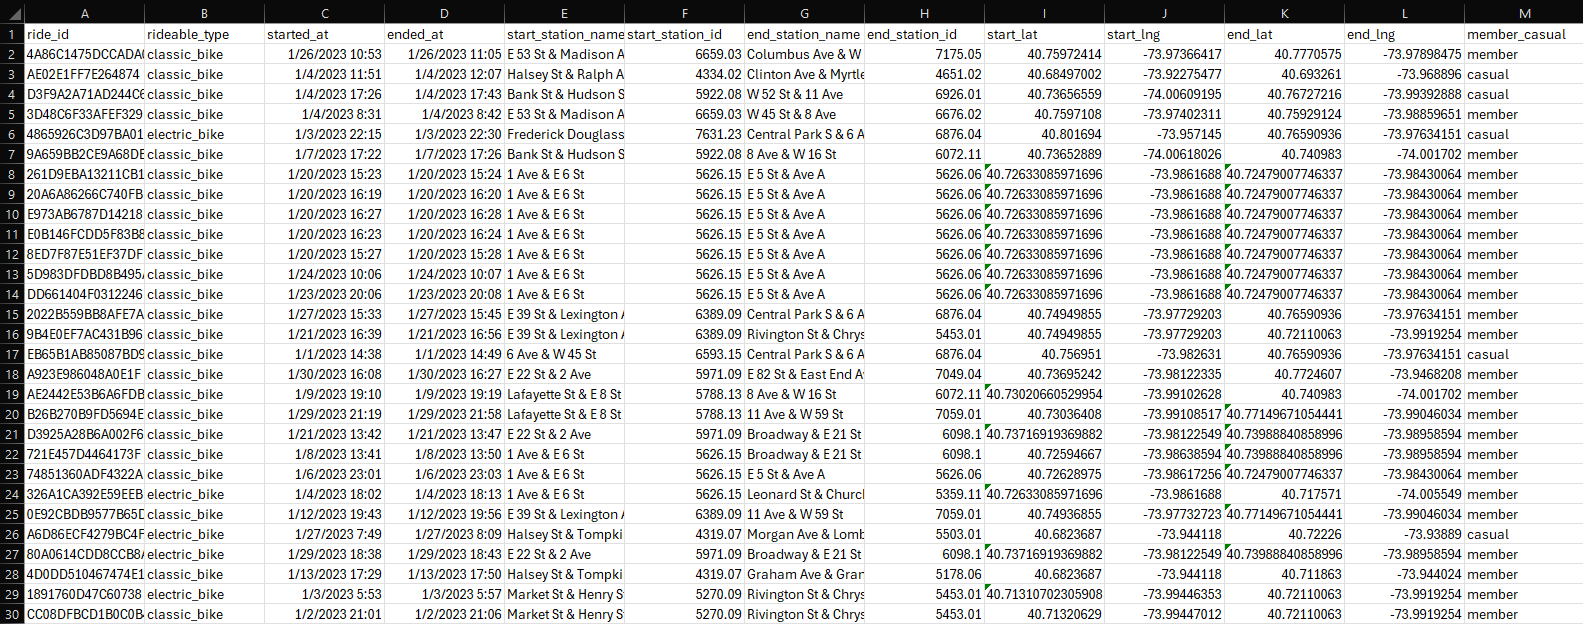 A B C D E F G H I J K L M
1 ride_id rideable_type started_at ended_at start_station_name start_station_id end_station_name end_station_id start_lat start_lng end_lat end_lng member_casual
2 4A86C1475DCCADA classic_bike 1/26/2023 10:53 1/26/2023 11:05 E 53 St & Madison A 6659.03 Columbus Ave & W 7175.05 40.75972414 -73.97366417 40.7770575 -73.97898475 member
3 AE02E1FF7E264874 classic_bike 1/4/2023 11:51 1/4/2023 12:07 Halsey St & Ralph A 4334.02 Clinton Ave & Myrtle 4651.02 40.68497002 -73.92275477 40.693261 -73.968896 casual
4 D3F9A2A71AD244C6 classic_bike 1/4/2023 17:26 1/4/2023 17:43 Bank St & Hudson S 5922.08 W 52 St & 11 Ave 6926.01 40.73656559 -74.00619195 40.76727216 -73.99392888 casual
5 3D48C6F33AFEF329 classic_bike 1/4/2023 8:31 1/4/2023 8:42 E 53 St & Madison A 6659.03 W 45 St & 8 Ave 6676.02 40.7597108 -73.97402311 40.75929124 -73.98859651 member
6 4865926C3D97BA01 electric_bike 1/3/2023 22:15 1/3/2023 22:30 Frederick Douglass 7631.23 Central Park S & 6 A 6876.04 40.801694 -73.957145 40.76590936 -73.97634151 casual
7 9A659BB2CE9A68DE classic_bike 1/7/2023 17:22 1/7/2023 17:26 Bank St & Hudson S 5922.08 8 Ave & W 16 St 6072.11 40.73652889 -74.00618026 40.740983 -74.001702 member
8 261D9EBA13211CB1 classic_bike 1/20/2023 15:23 1/20/2023 15:24 1 Ave & E 6 St 5626.15 E 5 St & Ave A 5626.06 40.72633085971696 -73.9861688 40.72479007746337 -73.98430064 member
9 20A6A86266C740FB classic_bike 1/20/2023 16:19 1/20/2023 16:20 1 Ave & E 6 St 5626.15 E 5 St & Ave A 5626.06 40.72633085971696 -73.9861688 40.72479007746337 -73.98430064 member
10 E973AB6787D14218 classic_bike 1/20/2023 16:27 1/20/2023 16:28 1 Ave & E 6 St 5626.15 E 5 St & Ave A 5626.06 40.72633085971696 -73.9861688 40.72479007746337 -73.98430064 member
11 E0B146FCDD5F83B8 classic_bike 1/20/2023 16:23 1/20/2023 16:24 1 Ave & E 6 St 5626.15 E 5 St & Ave A 5626.06 40.72633085971696 -73.9861688 40.72479007746337 -73.98430064 member
12 8ED7F87E51EF37DF classic_bike 1/20/2023 15:27 1/20/2023 15:28 1 Ave & E 6 St 5626.15 E 5 St & Ave A 5626.06 40.72633085971696 -73.9861688 40.72479007746337 -73.98430064 member
13 5D983DFDBD8B495 classic_bike 1/24/2023 10:06 1/24/2023 10:07 1 Ave & E 6 St 5626.15 E 5 St & Ave A 5626.06 40.72633085971696 -73.9861688 40.72479007746337 -73.98430064 member
14 DD661404F0312246 classic_bike 1/23/2023 20:06 1/23/2023 20:08 1 Ave & E 6 St 5626.15 E 5 St & Ave A 5626.06 40.72633085971696 -73.9861688 40.72479007746337 -73.98430064 member
15 2022B559BB8AFE7A classic_bike 1/27/2023 15:33 1/27/2023 15:45 E 39 St & Lexington A 6389.09 Central Park S & 6 A 6876.04 40.74949855 -73.97729203 40.76590936 -73.97634151 member
16 9B4E0EF7AC431B96 classic_bike 1/21/2023 16:39 1/21/2023 16:56 E 39 St & Lexington A 6389.09 Rivington St & Chrys 5453.01 40.74949855 -73.97729203 40.72110063 -73.9919254 member
17 EB65B1AB85087BD9 classic_bike 1/1/2023 14:38 1/1/2023 14:49 6 Ave & W 45 St 6593.15 Central Park S & 6 A 6876.04 40.756951 -73.982631 40.76590936 -73.97634151 casual
18 A923E986048A0E1F classic_bike 1/30/2023 16:08 1/30/2023 16:27 E 22 St & 2 Ave 5971.09 E 82 St & East End A 7049.04 40.73695242 -73.98122335 40.7724607 -73.9468208 member
19 AE2442E53B6A6FDB classic_bike 1/9/2023 19:10 1/9/2023 19:19 Lafayette St & E 8 St 5788.13 8 Ave & W 16 St 6072.11 40.73020660529954 -73.99102628 40.740983 -74.001702 member
20 B26B270B9FD5694E classic_bike 1/29/2023 21:19 1/29/2023 21:58 Lafayette St & E 8 St 5788.13 11 Ave & W 59 St 7059.01 40.73036408 -73.99108517 40.77149671054441 -73.99046034 member
21 D3925A28B6A002F6 classic_bike 1/21/2023 13:42 1/21/2023 13:47 E 22 St & 2 Ave 5971.09 Broadway & E 21 St 6098.1 40.73716919369882 -73.98122549 40.73988840858996 -73.98958594 member
22 721E457D4464173F classic_bike 1/8/2023 13:41 1/8/2023 13:50 1 Ave & E 6 St 5626.15 Broadway & E 21 St 6098.1 40.72594667 -73.98638594 40.73988840858996 -73.98958594 member
23 74851360ADF4322A classic_bike 1/6/2023 23:01 1/6/2023 23:03 1 Ave & E 6 St 5626.15 E 5 St & Ave A 5626.06 40.72628975 -73.98617256 40.72479007746337 -73.98430064 member
24 326A1CA392E59EEB electric_bike 1/4/2023 18:02 1/4/2023 18:13 1 Ave & E 6 St 5626.15 Leonard St & Churcl 5359.11 40.72633085971696 -73.9861688 40.717571 -74.005549 member
25 0E92CBDB9577B65D classic_bike 1/12/2023 19:43 1/12/2023 19:56 E 39 St & Lexington A 6389.09 11 Ave & W 59 St 7059.01 40.74936855 -73.97732723 40.77149671054441 -73.99046034 member
26 A6D86ECF4279BC4F electric_bike 1/27/2023 7:49 1/27/2023 8:09 Halsey St & Tompki 4319.07 Morgan Ave & Lomb 5503.01 40.6823687 -73.944118 40.72226 -73.93889 casual
27 80A0614CDD8CCB8 electric_bike 1/29/2023 18:38 1/29/2023 18:43 E 22 St & 2 Ave 5971.09 Broadway & E 21 St 6098.1 40.73716919369882 -73.98122549 40.73988840858996 -73.98958594 member
28 4D0DD510467474E1 classic_bike 1/13/2023 17:29 1/13/2023 17:50 Halsey St & Tompki 4319.07 Graham Ave & Gran 5178.06 40.6823687 -73.944118 40.711863 -73.944024 member
29 1891760D47C60738 electric_bike 1/3/2023 5:53 1/3/2023 5:57 Market St & Henry S 5270.09 Rivington St & Chrys 5453.01 40.71310702305908 -73.99446353 40.72110063 -73.9919254 member
30 CC08DFBCD1B0C0B classic_bike 1/2/2023 21:01 1/2/2023 21:06 Market St & Henry S 5270.09 Rivington St & Chrys 5453.01 40.71320629 -73.99447012 40.72110063 -73.9919254 member